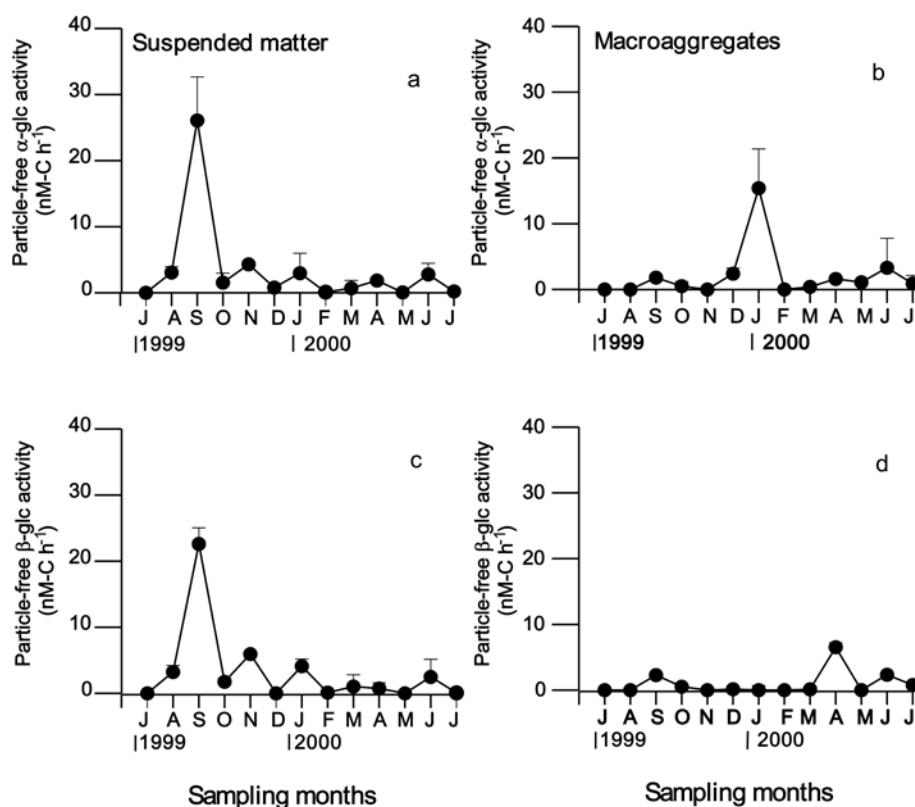 Suspended matter
a
Particle-free α-glc activity
(nM-C h-1)
40
30
20
10
0
J A S O N D J F M A M J J
|1999 | 2000
Macroaggregates
b
Particle-free α-glc activity
(nM-C h-1)
40
30
20
10
0
J A S O N D J F M A M J J
|1999 | 2000
c
Particle-free β-glc activity
(nM-C h-1)
40
30
20
10
0
J A S O N D J F M A M J J
|1999 |2000
Sampling months
d
Particle-free β-glc activity
(nM-C h-1)
40
30
20
10
0
J A S O N D J F M A M J J
|1999 | 2000
Sampling months